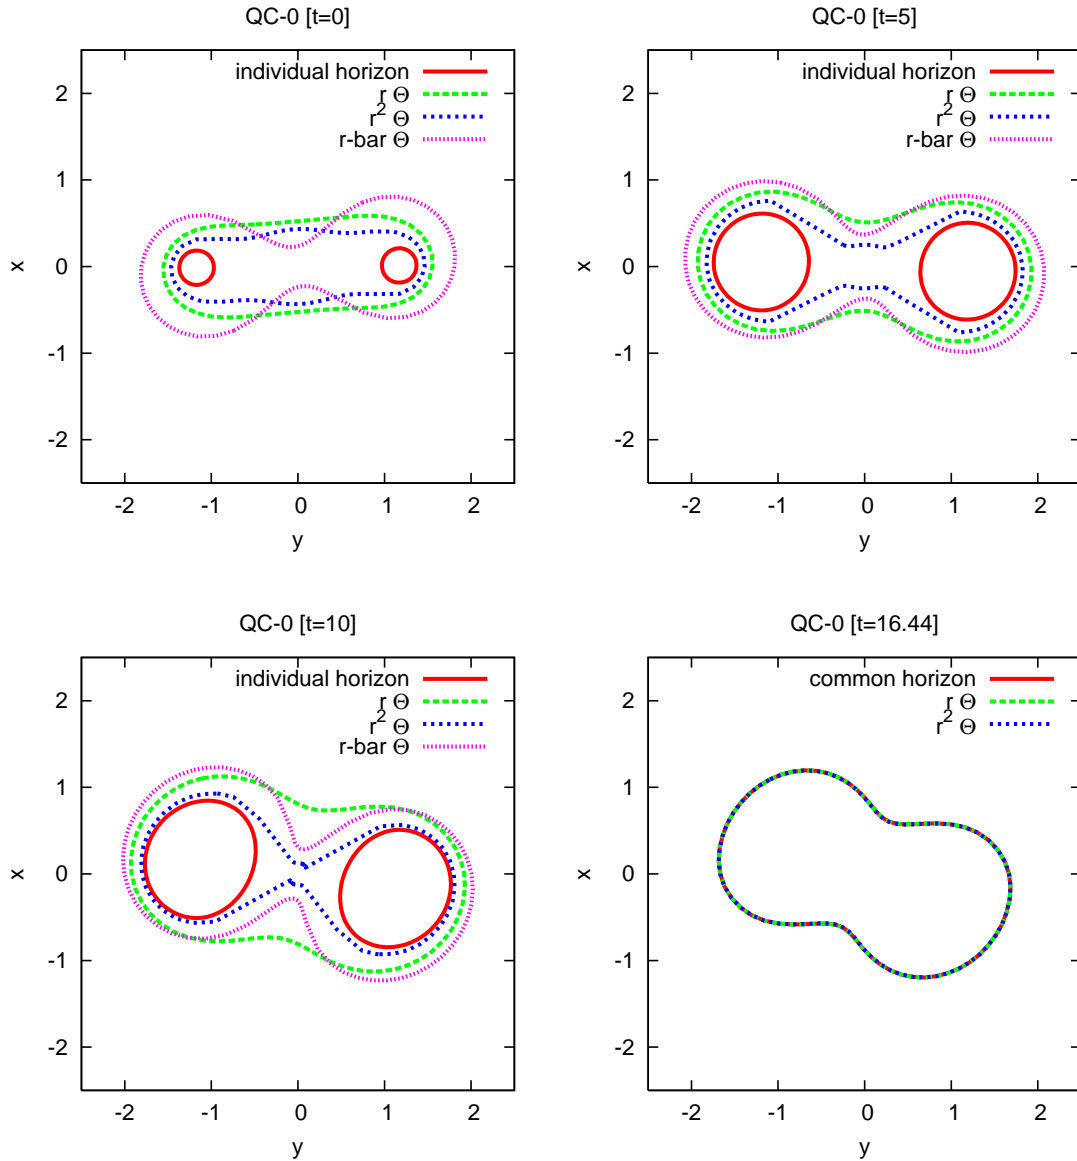 QC-0 [t=0]
individual horizon
r Θ
r² Θ
r-bar Θ
x
2
1
0
-1
-2
-2 -1 0 1 2
y
QC-0 [t=5]
individual horizon
r Θ
r² Θ
r-bar Θ
x
2
1
0
-1
-2
-2 -1 0 1 2
y
QC-0 [t=10]
individual horizon
r Θ
r² Θ
r-bar Θ
x
2
1
0
-1
-2
-2 -1 0 1 2
y
QC-0 [t=16.44]
common horizon
r Θ
r² Θ
x
2
1
0
-1
-2
-2 -1 0 1 2
y